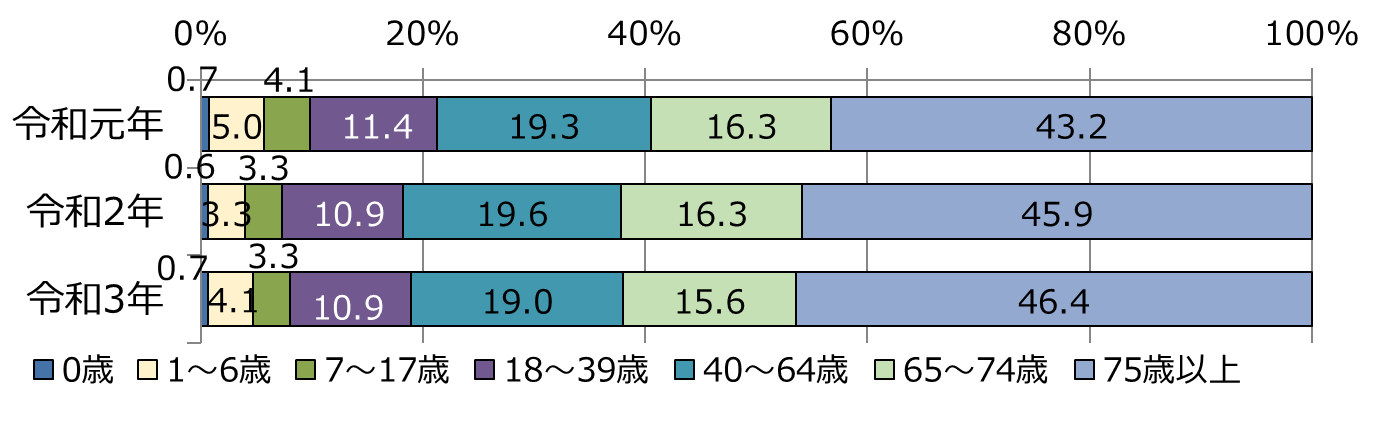 0% 20% 40% 60% 80% 100%
0.7 4.1
令和元年 5.0 11.4 19.3 16.3 43.2
0.6 3.3
令和2年 3.3 10.9 19.6 16.3 45.9
0.7 3.3
令和3年 4.1 10.9 19.0 15.6 46.4
0歳 1～6歳 7～17歳 18～39歳 40～64歳 65～74歳 75歳以上